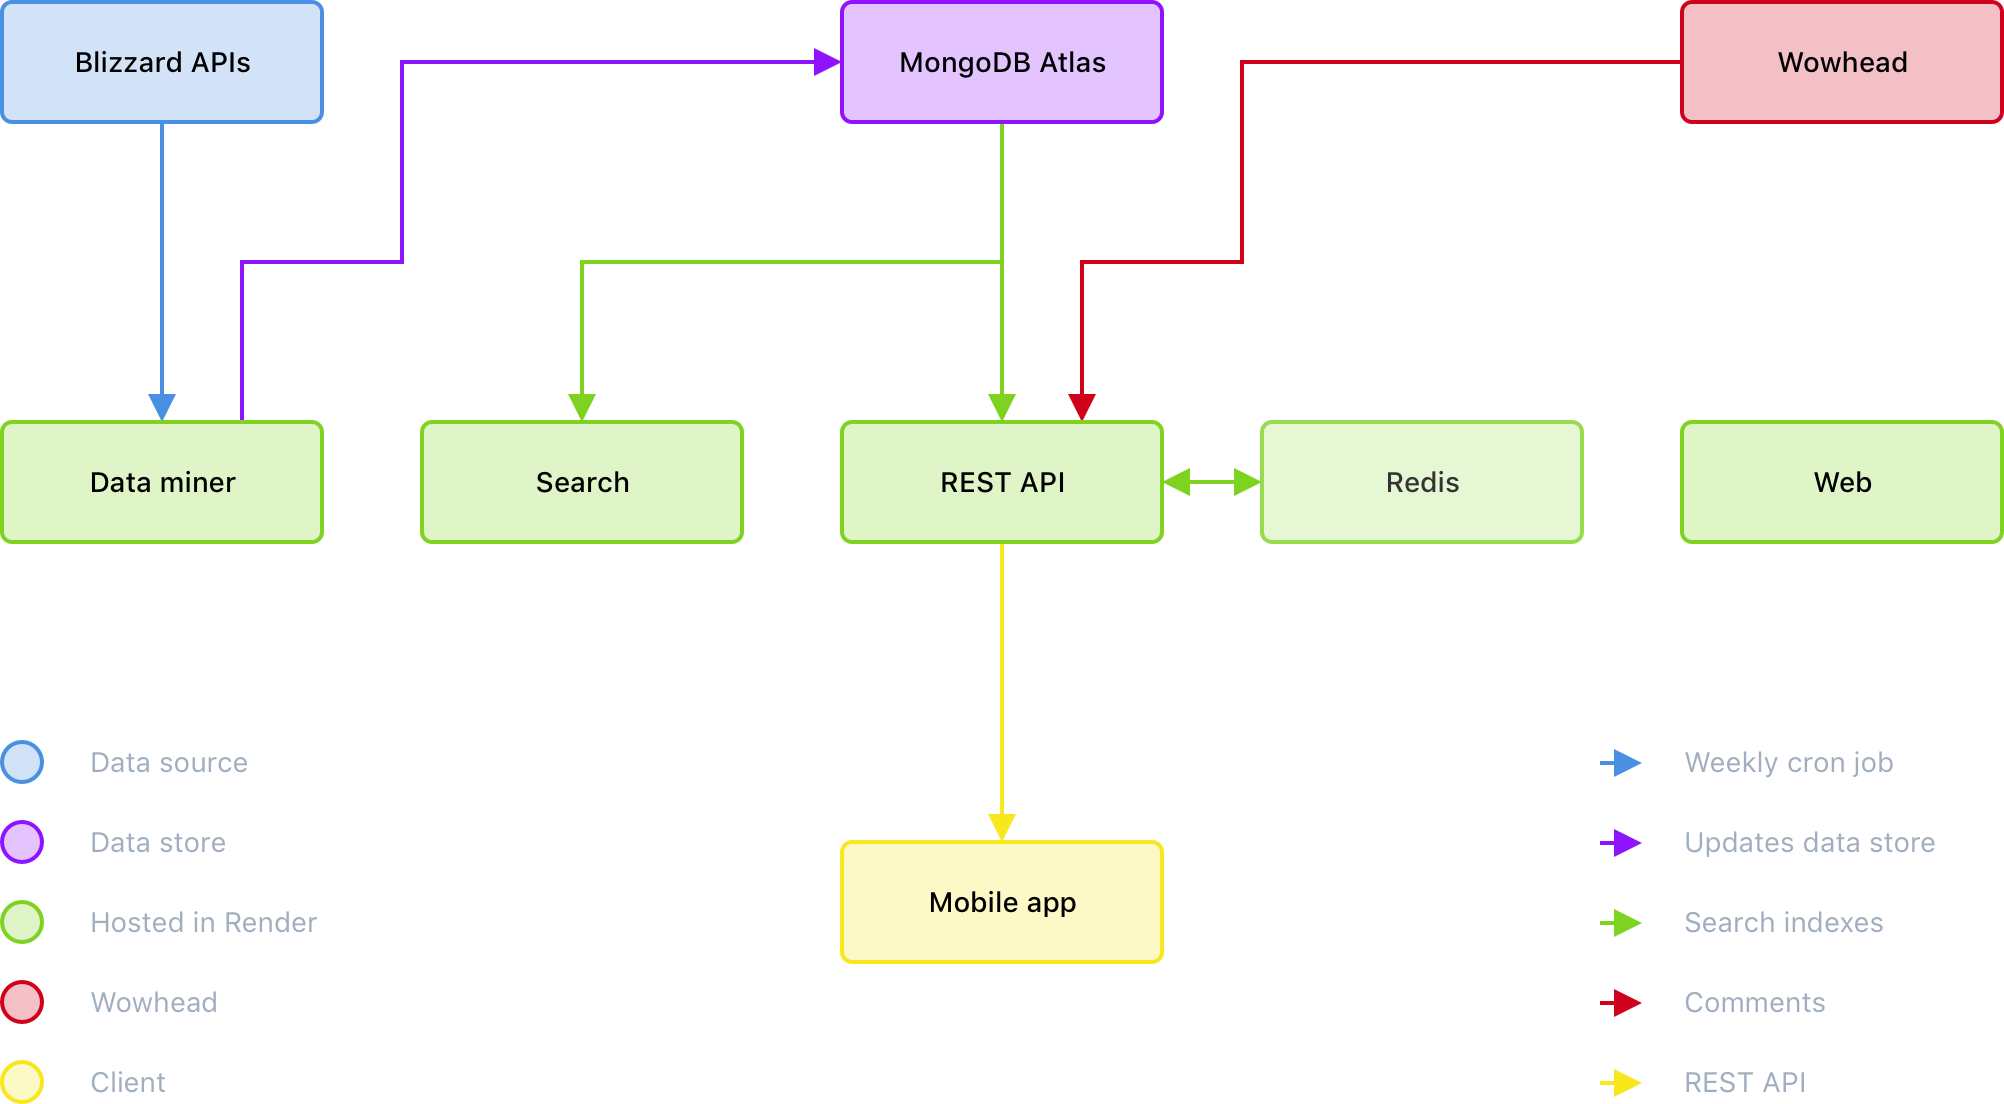 Blizzard APIs
MongoDB Atlas
Wowhead
Data miner
Search
REST API
Redis
Web
Mobile app
Data source
Data store
Hosted in Render
Wowhead
Client
Weekly cron job
Updates data store
Search indexes
Comments
REST API